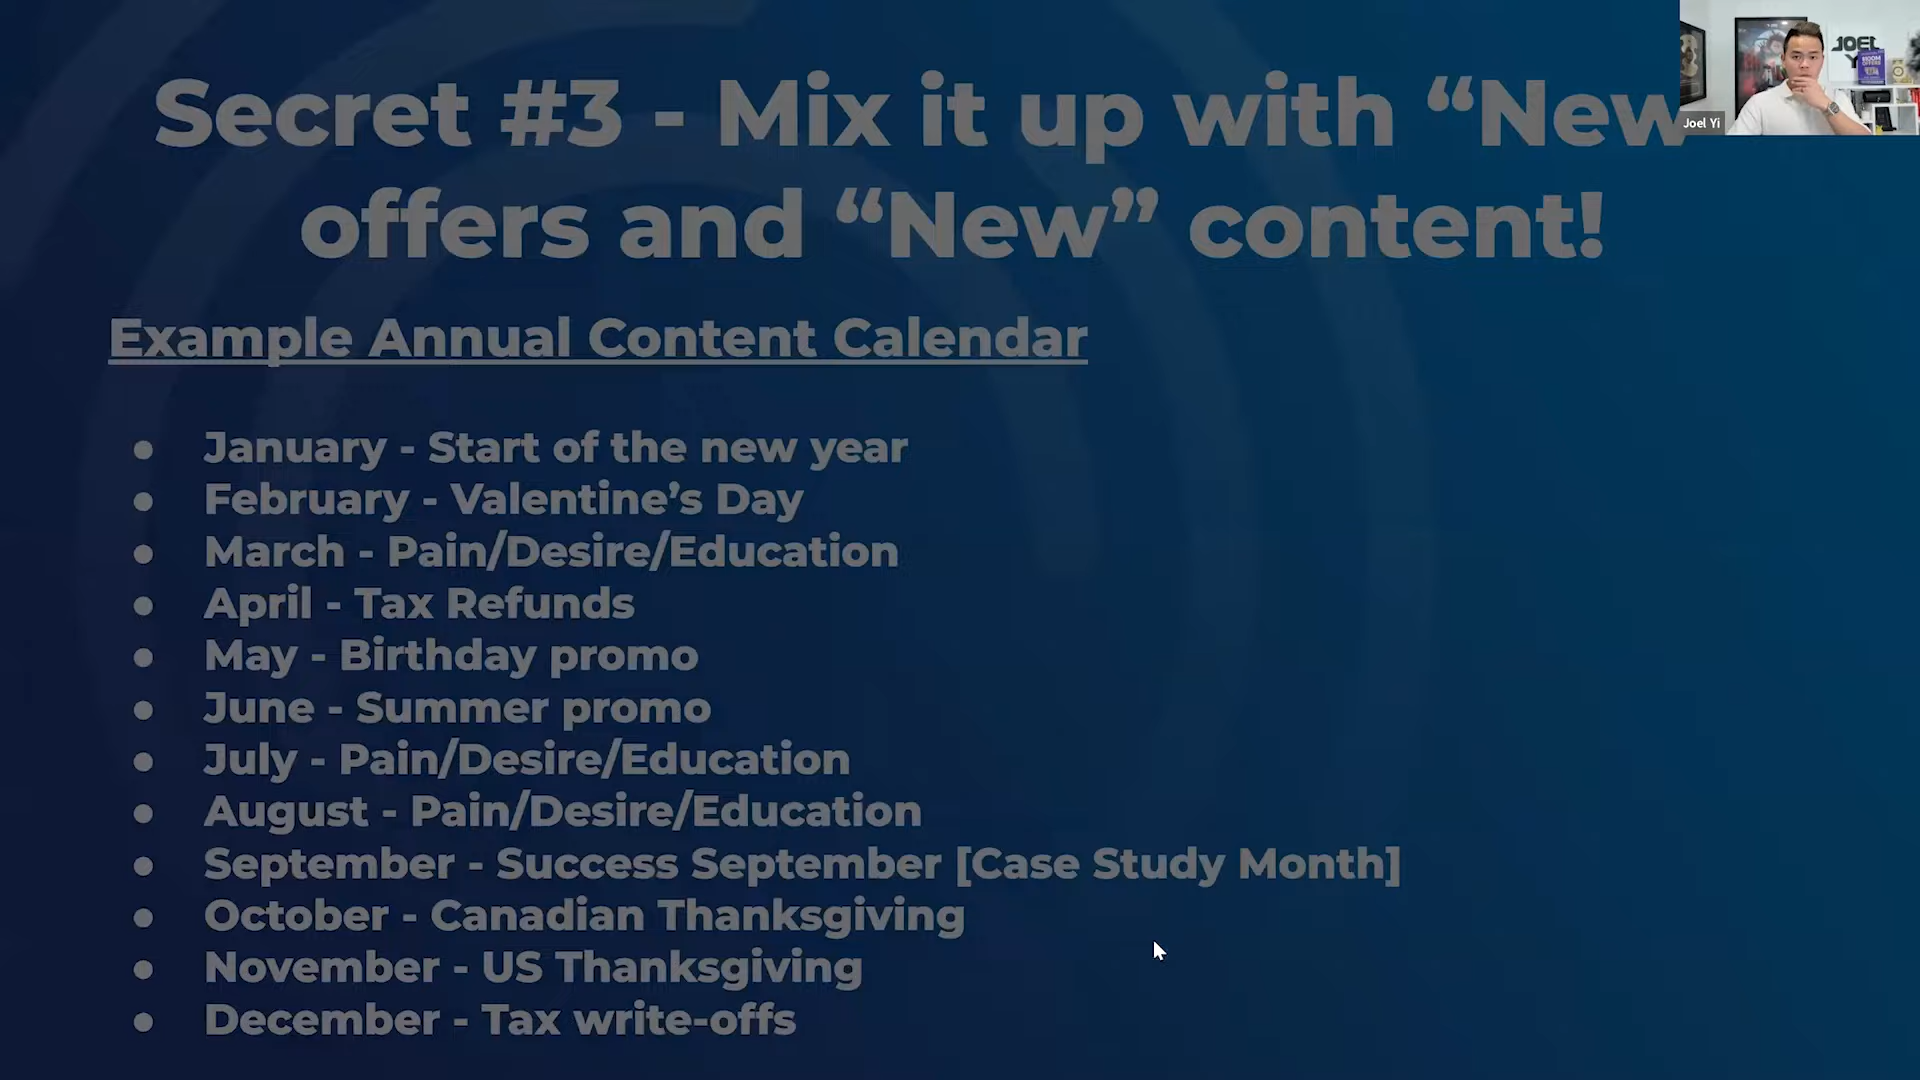 Secret #3 - Mix it up with “New
offers and “New” content!
Joel Yi
JOEL
Example Annual Content Calendar
● January - Start of the new year
● February - Valentine’s Day
● March - Pain/Desire/Education
● April - Tax Refunds
● May - Birthday promo
● June - Summer promo
● July - Pain/Desire/Education
● August - Pain/Desire/Education
● September - Success September [Case Study Month]
● October - Canadian Thanksgiving
● November - US Thanksgiving
● December - Tax write-offs